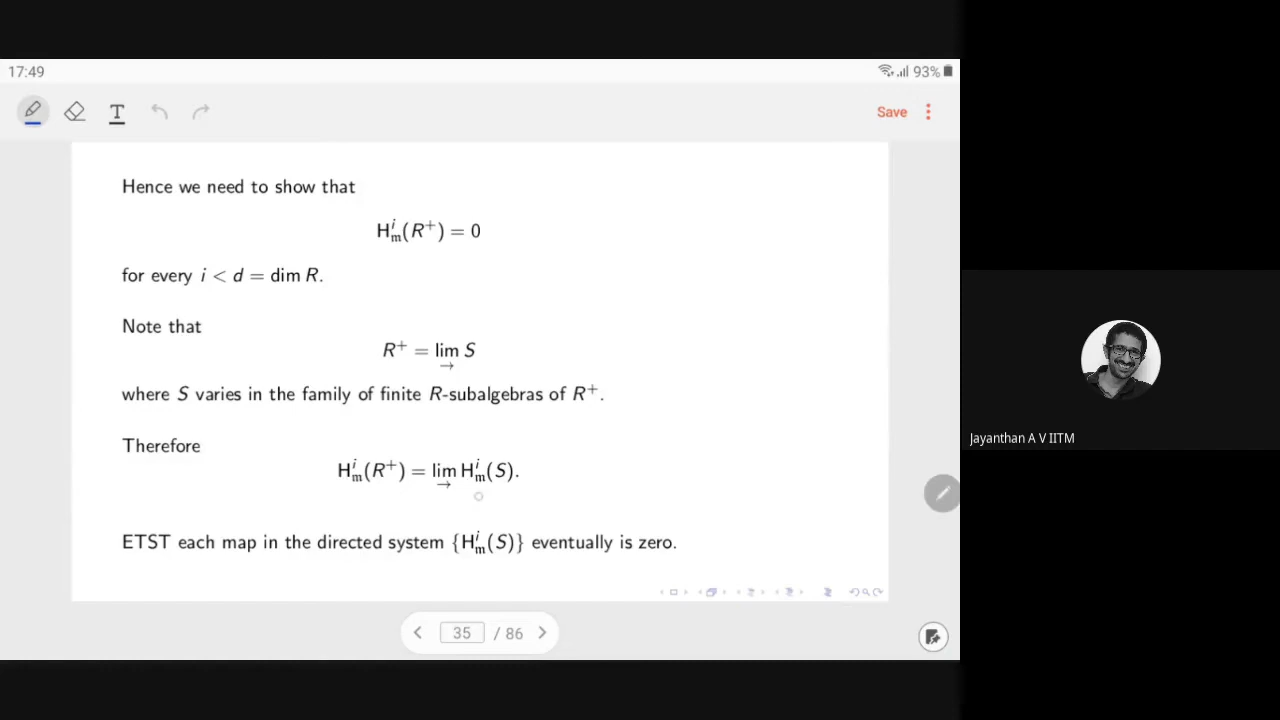 17:49
93%
T
Save
Hence we need to show that
H^i_𝔪(R^+) = 0
for every i < d = dim R.
Note that
R^+ = lim S
→
where S varies in the family of finite R-subalgebras of R^+.
Therefore
H^i_𝔪(R^+) = lim H^i_𝔪(S).
→
ETST each map in the directed system {H^i_𝔪(S)} eventually is zero.
35 / 86
Jayanthan A V IITM